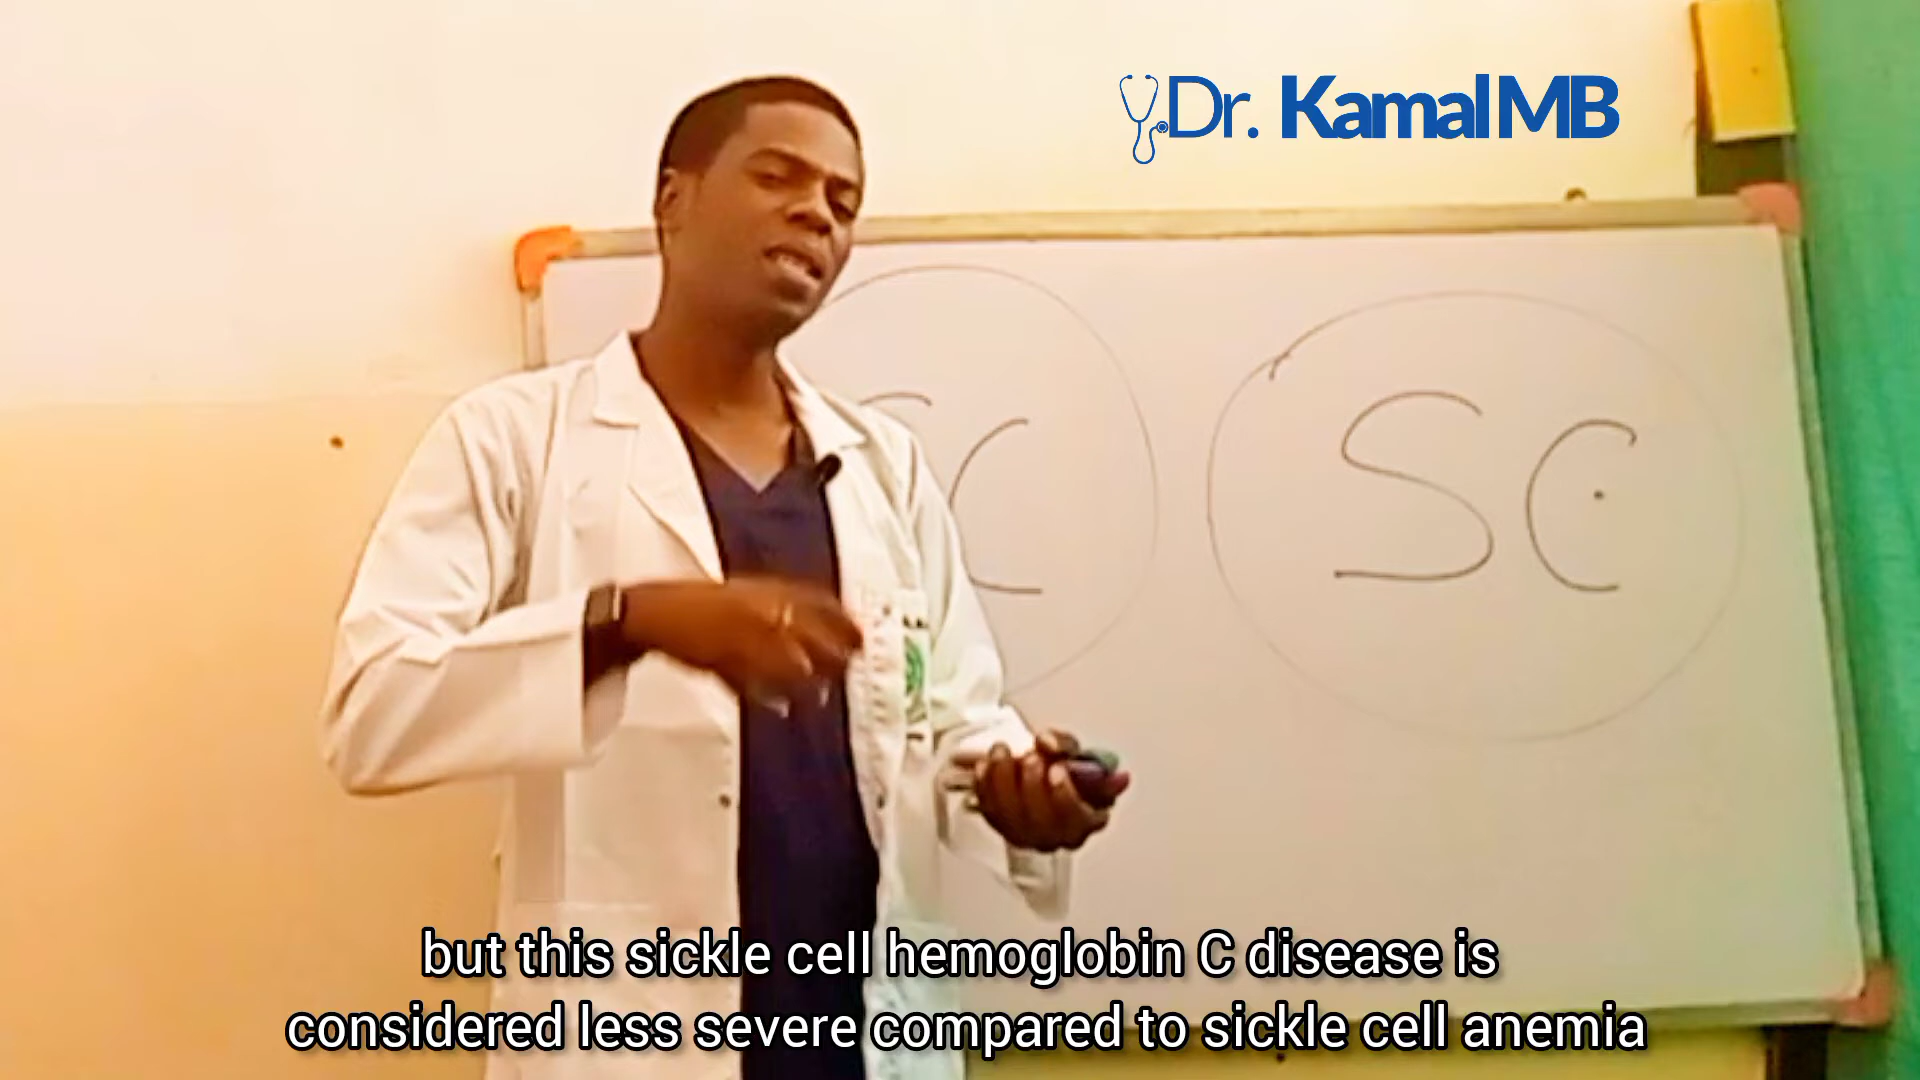 Dr. KamalMB
SC
but this sickle cell hemoglobin C disease is
considered less severe compared to sickle cell anemia